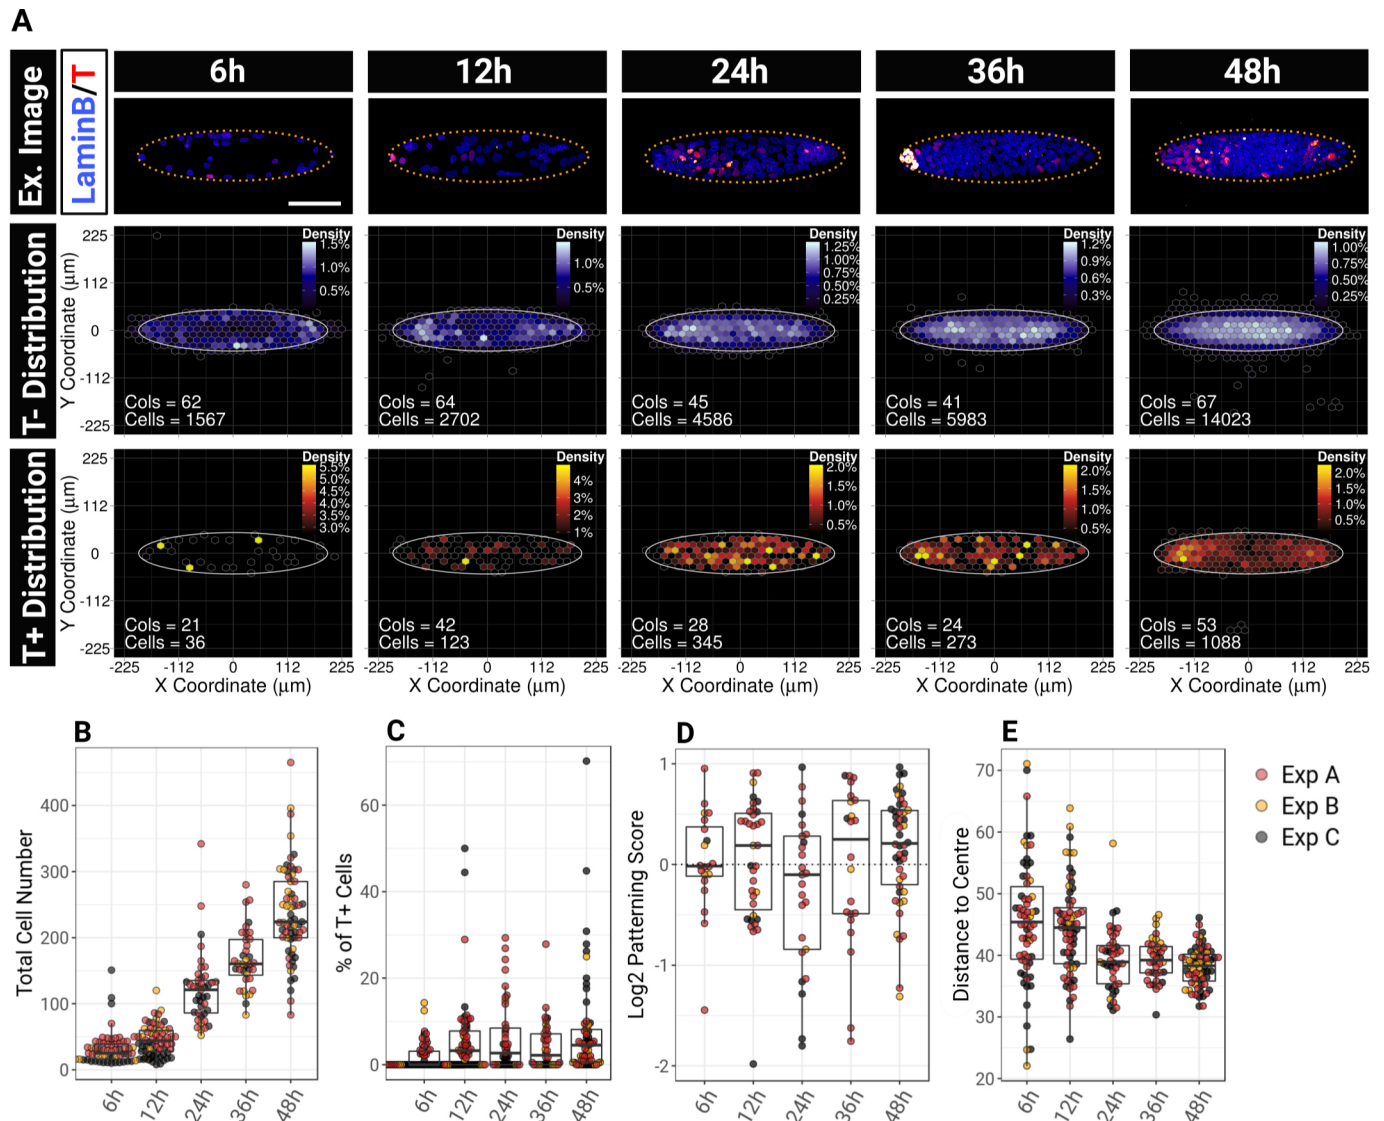 A
Ex. Image
LaminB/T
6h
12h
24h
36h
48h
T- Distribution
Y Coordinate (μm)
225
112
0
-112
-225
Density
1.5%
1.0%
0.5%
Cols = 62
Cells = 1567
Density
1.0%
0.5%
Cols = 64
Cells = 2702
Density
1.25%
1.00%
0.75%
0.50%
0.25%
Cols = 45
Cells = 4586
Density
1.2%
0.9%
0.6%
0.3%
Cols = 41
Cells = 5983
Density
1.00%
0.75%
0.50%
0.25%
Cols = 67
Cells = 14023
T+ Distribution
Y Coordinate (μm)
225
112
0
-112
-225
Density
5.5%
5.0%
4.5%
4.0%
3.5%
3.0%
Cols = 21
Cells = 36
Density
4%
3%
2%
1%
Cols = 42
Cells = 123
Density
2.0%
1.5%
1.0%
0.5%
Cols = 28
Cells = 345
Density
2.0%
1.5%
1.0%
0.5%
Cols = 24
Cells = 273
Density
2.0%
1.5%
1.0%
0.5%
Cols = 53
Cells = 1088
-225 -112 0 112 225
-225 -112 0 112 225
-225 -112 0 112 225
-225 -112 0 112 225
-225 -112 0 112 225
X Coordinate (μm)
X Coordinate (μm)
X Coordinate (μm)
X Coordinate (μm)
X Coordinate (μm)
B
Total Cell Number
400
300
200
100
0
6h
12h
24h
36h
48h
C
% of T+ Cells
60
40
20
0
6h
12h
24h
36h
48h
D
Log2 Patterning Score
1
0
-1
-2
6h
12h
24h
36h
48h
E
Distance to Centre
70
60
50
40
30
20
6h
12h
24h
36h
48h
Exp A
Exp B
Exp C